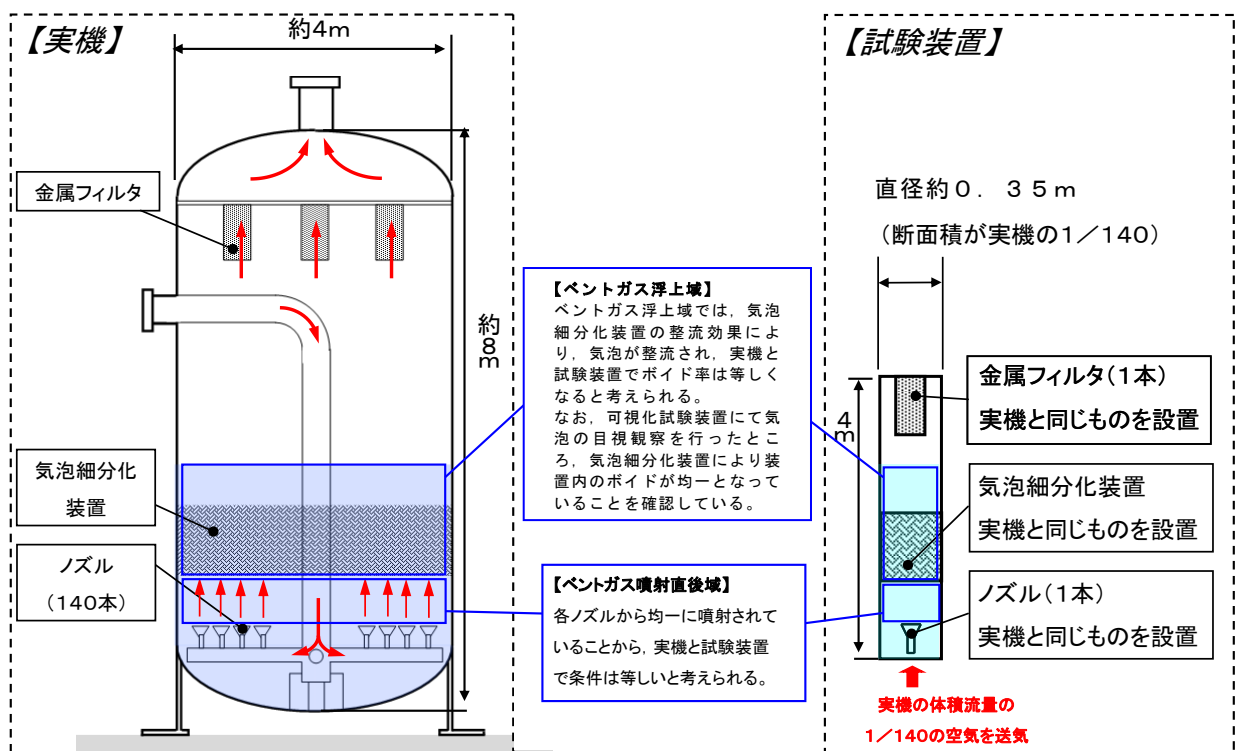 【実機】
約4m
金属フィルタ
約8m
気泡細分化
装置
ノズル
（140本）
【ベントガス浮上域】
ベントガス浮上域では，気泡
細分化装置の整流効果によ
り，気泡が整流され，実機と
試験装置でボイド率は等しく
なると考えられる。
なお，可視化試験装置にて気
泡の目視観察を行ったとこ
ろ，気泡細分化装置により装
置内のボイドが均一となって
いることを確認している。
【ベントガス噴射直後域】
各ノズルから均一に噴射されて
いることから，実機と試験装置
で条件は等しいと考えられる。
【試験装置】
直径約０．３５ｍ
（断面積が実機の1／140）
4m
金属フィルタ（1本）
実機と同じものを設置
気泡細分化装置
実機と同じものを設置
ノズル（1本）
実機と同じものを設置
実機の体積流量の
1／140の空気を送気